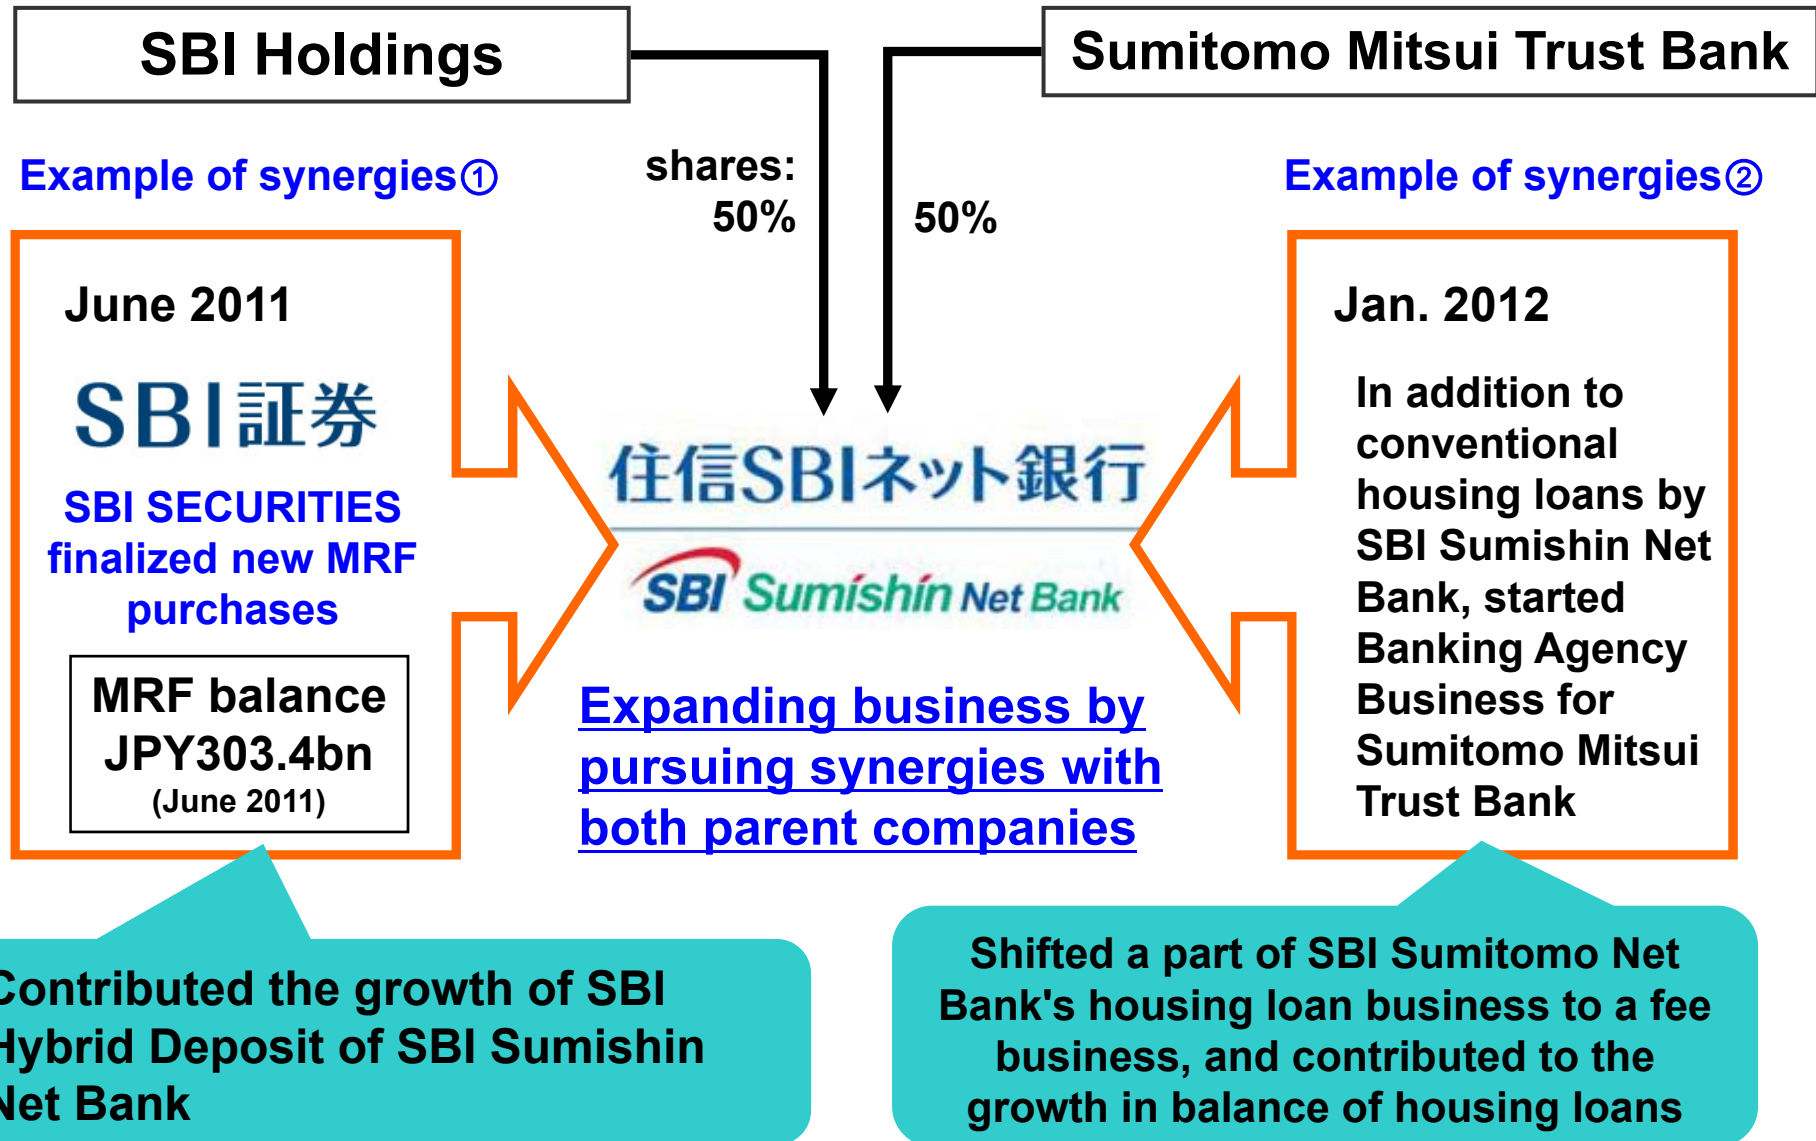 SBI Holdings
Sumitomo Mitsui Trust Bank
Example of synergies①
shares:
50%
50%
Example of synergies②
June 2011
SBI証券
SBI SECURITIES
finalized new MRF
purchases
MRF balance
JPY303.4bn
(June 2011)
住信SBIネット銀行
SBI Sumishin Net Bank
Expanding business by
pursuing synergies with
both parent companies
Jan. 2012
In addition to
conventional
housing loans by
SBI Sumishin Net
Bank, started
Banking Agency
Business for
Sumitomo Mitsui
Trust Bank
Contributed the growth of SBI
Hybrid Deposit of SBI Sumishin
Net Bank
Shifted a part of SBI Sumitomo Net
Bank's housing loan business to a fee
business, and contributed to the
growth in balance of housing loans